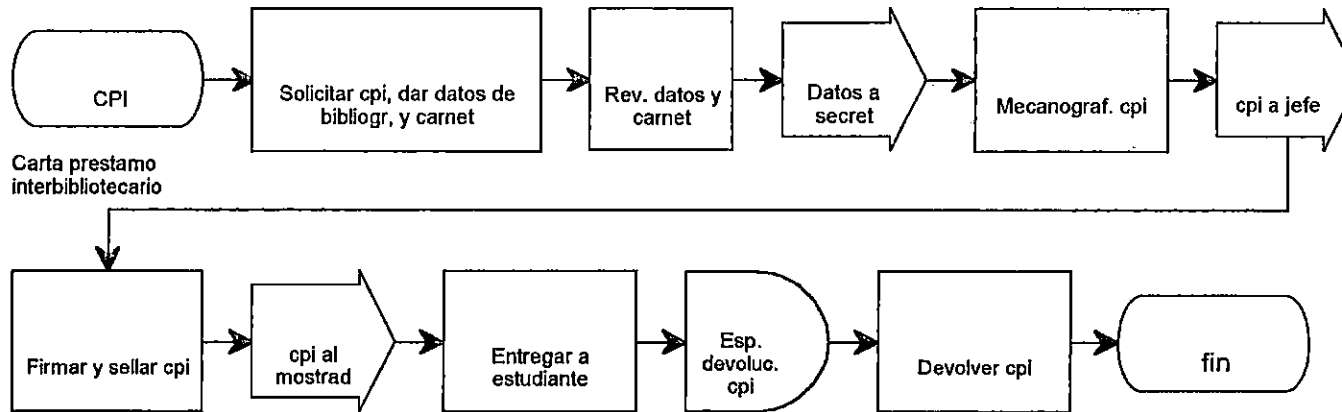 CPI
Solicitar cpi, dar datos de
bibliogr, y carnet
Rev. datos y
carnet
Datos a
secret
Mecanograf. cpi
cpi a jefe
Carta prestamo
interbibliotecario
Firmar y sellar cpi
cpi al
mostrad
Entregar a
estudiante
Esp.
devoluc.
cpi
Devolver cpi
fin